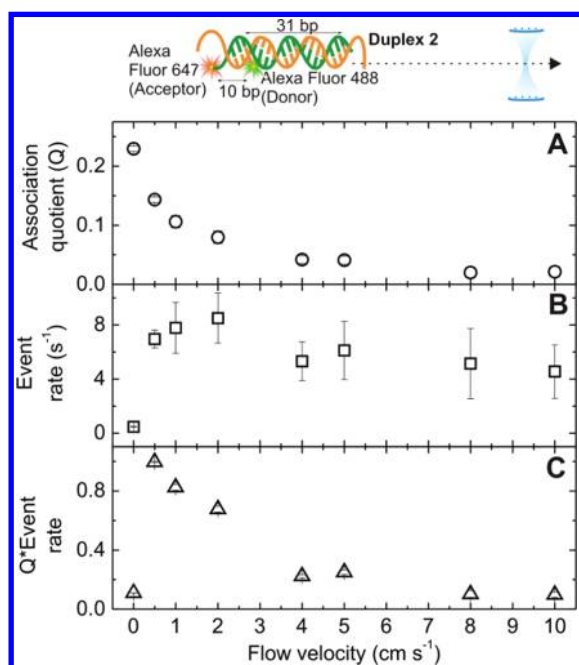 31 bp
Duplex 2
Alexa
Fluor 647
(Acceptor)
Alexa Fluor 488
(Donor)
10 bp
A
Association
quotient (Q)
0.2
0.1
0.0
B
Event
rate (s⁻¹)
8
4
0
C
Q*Event
rate
0.8
0.4
0.0
0 1 2 3 4 5 6 7 8 9 10
Flow velocity (cm s⁻¹)